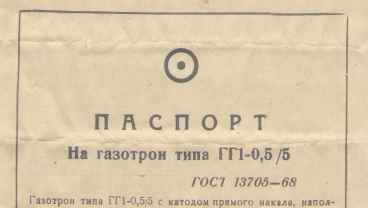 ПАСПОРТ
На газотрон типа ГГ1-0,5/5
ГОСТ 13705—68
Газотрон типа ГГ1-0,5/5 с катодом прямого накала, напол-